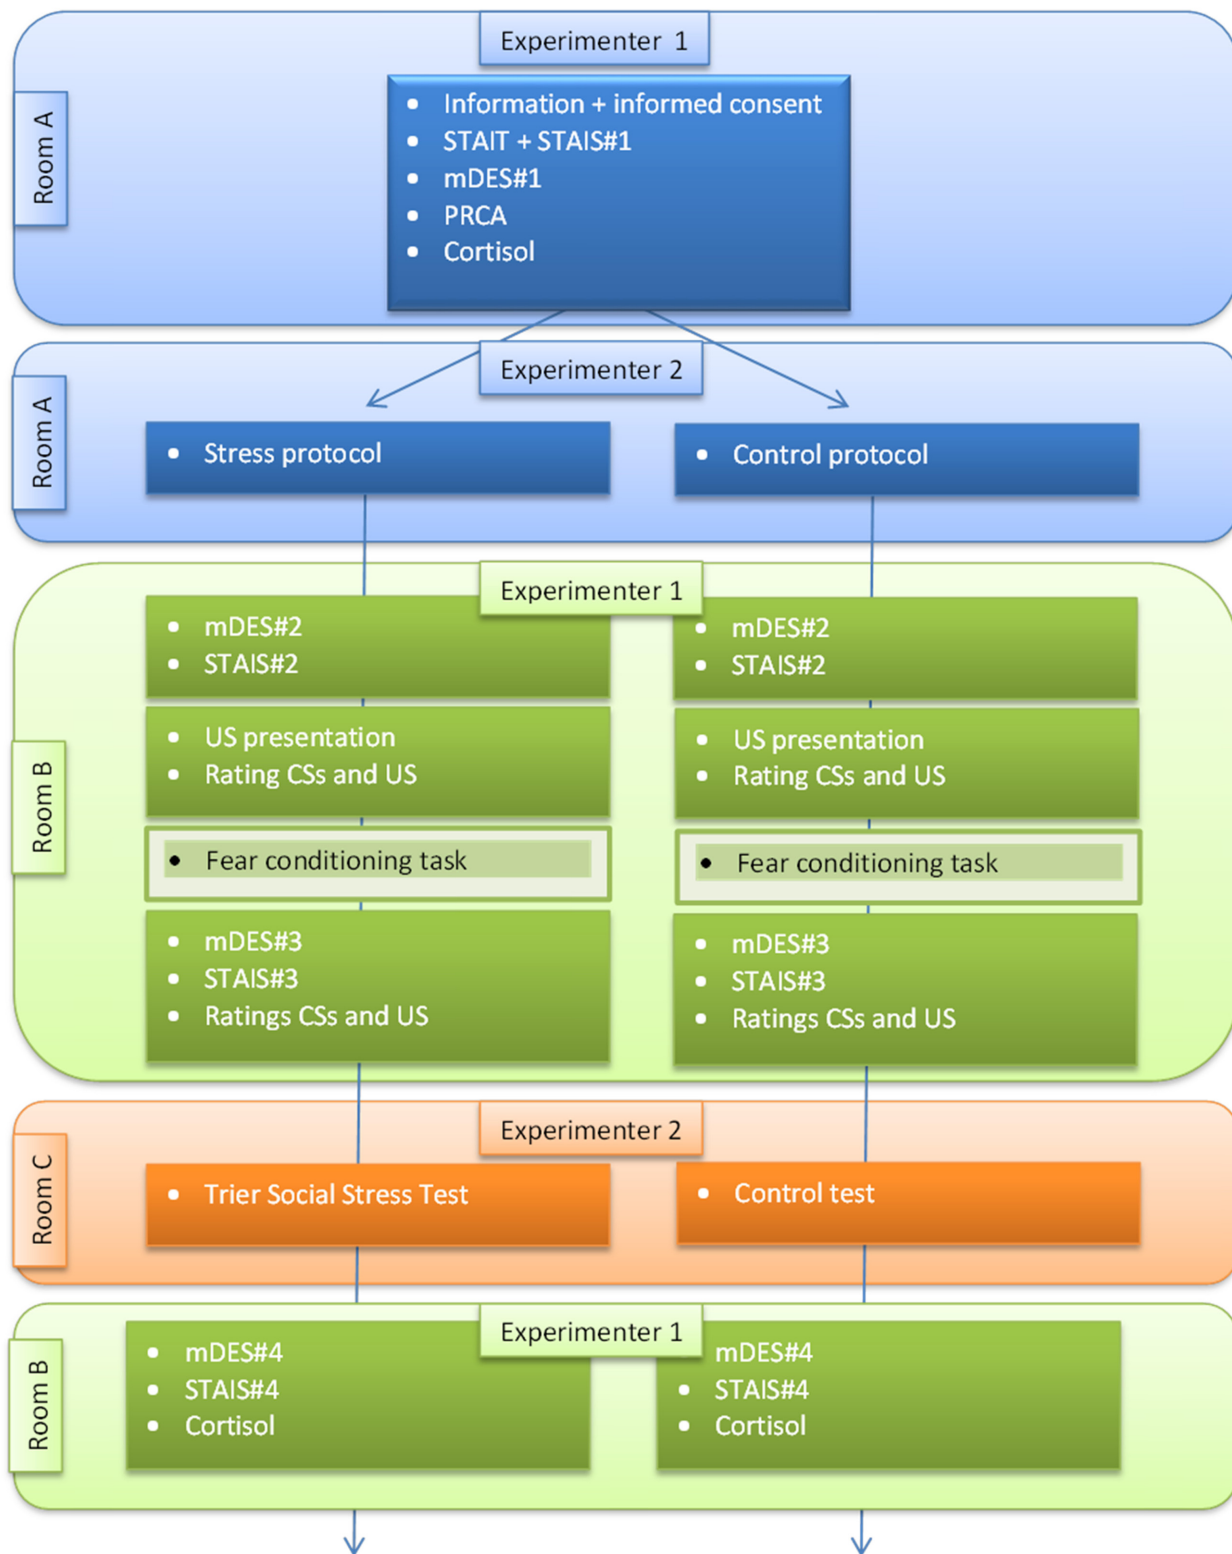 Experimenter 1
Room A
Information + informed consent
STAIT + STAIS#1
mDES#1
PRCA
Cortisol
Experimenter 2
Room A
Stress protocol
Control protocol
Experimenter 1
Room B
mDES#2
STAIS#2
mDES#2
STAIS#2
US presentation
Rating CSs and US
US presentation
Rating CSs and US
Fear conditioning task
Fear conditioning task
mDES#3
STAIS#3
Ratings CSs and US
mDES#3
STAIS#3
Ratings CSs and US
Experimenter 2
Room C
Trier Social Stress Test
Control test
Experimenter 1
Room B
mDES#4
STAIS#4
Cortisol
mDES#4
STAIS#4
Cortisol